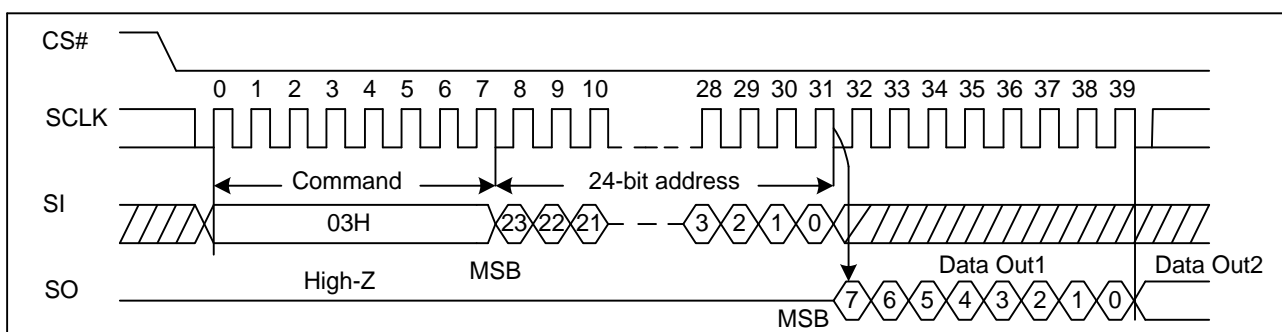 CS#
0 1 2 3 4 5 6 7 8 9 10 28 29 30 31 32 33 34 35 36 37 38 39
SCLK
Command 24-bit address
SI
03H 23 22 21 3 2 1 0
High-Z MSB Data Out1 Data Out2
SO
7 6 5 4 3 2 1 0
MSB